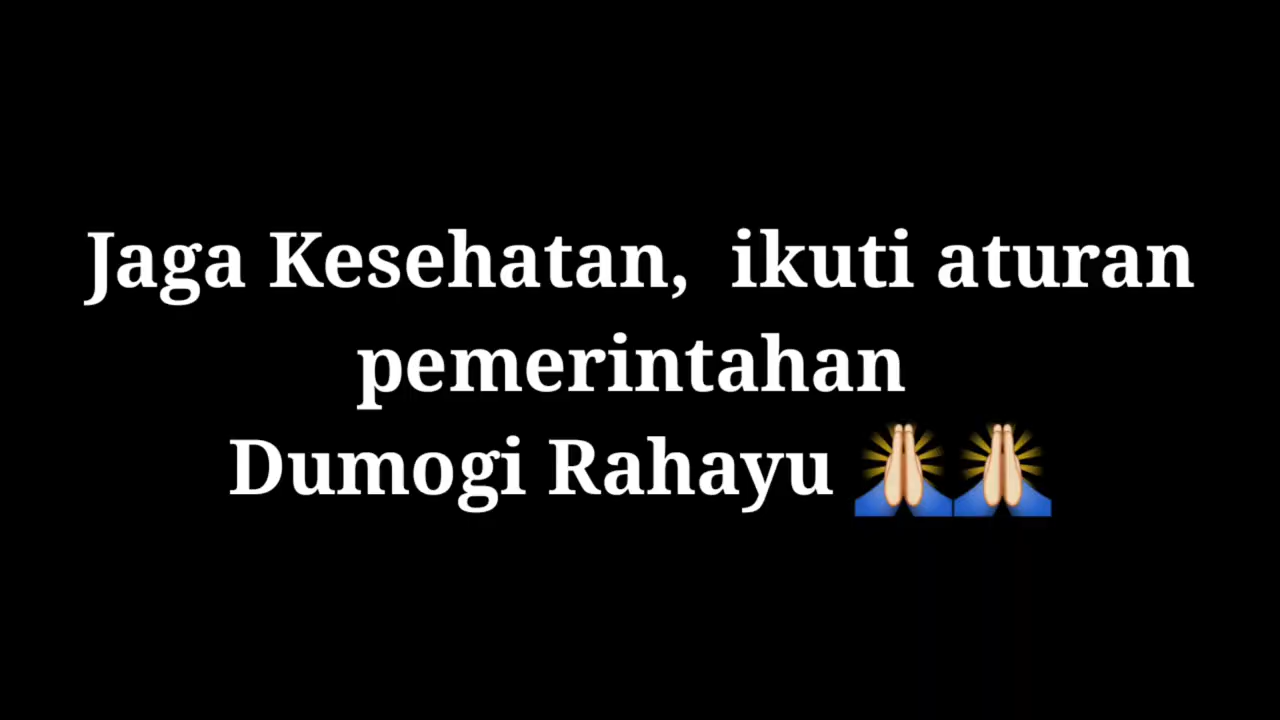 Jaga Kesehatan,  ikuti aturan
pemerintahan
Dumogi Rahayu 🙏🙏